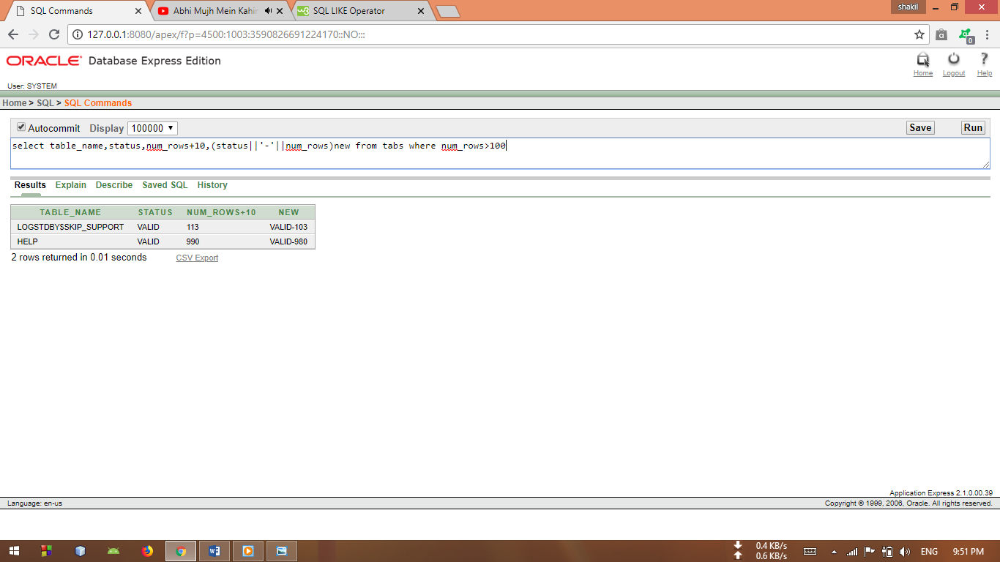 SQL Commands
Abhi Mujh Mein Kahin
SQL LIKE Operator
shakil
127.0.0.1:8080/apex/f?p=4500:1003:3590826691224170::NO:::
0
ORACLE Database Express Edition
Home Logout Help
User: SYSTEM
Home > SQL > SQL Commands
Autocommit Display 100000 Save Run
select table_name,status,num_rows+10,(status||'-'||num_rows)new from tabs where num_rows>100
Results Explain Describe Saved SQL History
TABLE_NAME STATUS NUM_ROWS+10 NEW
LOGSTDBY$SKIP_SUPPORT VALID 113 VALID-103
HELP VALID 990 VALID-980
2 rows returned in 0.01 seconds CSV Export
Application Express 2.1.0.00.39
Language: en-us Copyright © 1999, 2006, Oracle. All rights reserved.
0.4 KB/s
0.6 KB/s
ENG 9:51 PM